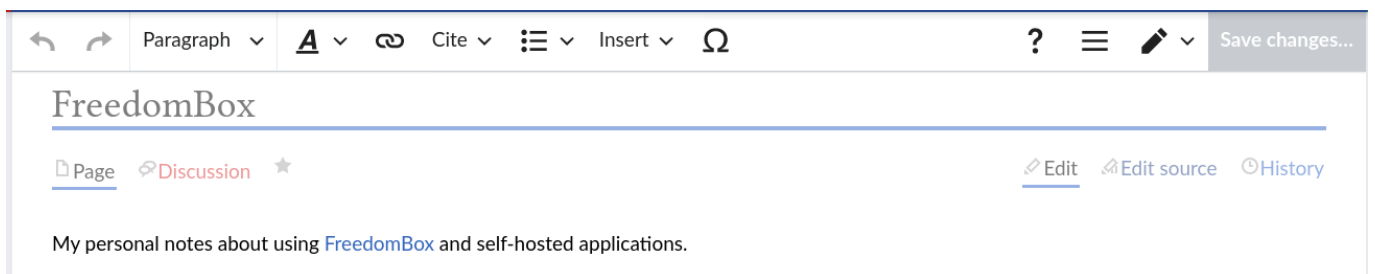 Paragraph A Cite Insert Ω ? Save changes...
FreedomBox
Page Discussion Edit Edit source History
My personal notes about using FreedomBox and self-hosted applications.